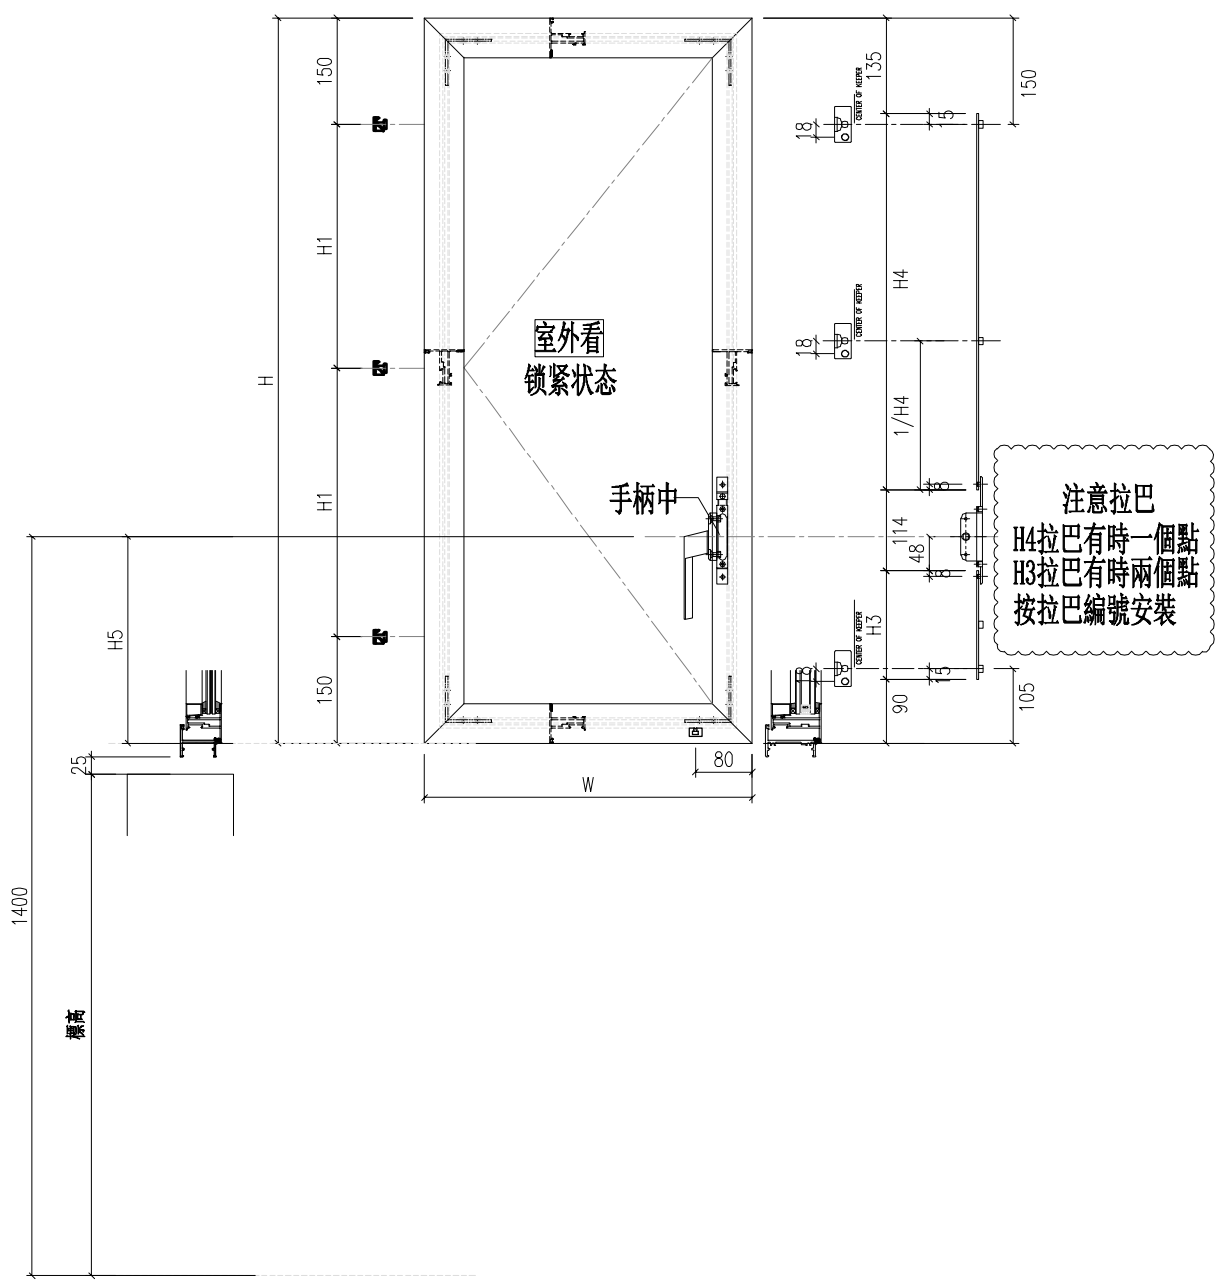 150
H1
H
H1
150
H5
25
1400
標高
室外看
锁紧状态
手柄中
80
W
18
CENTER OF KEEPER
18
CENTER OF KEEPER
CENTER OF KEEPER
135
15
150
H4
1/H4
8
114
48
8
H3
15
90
105
注意拉巴
H4拉巴有時一個點
H3拉巴有時兩個點
按拉巴編號安裝